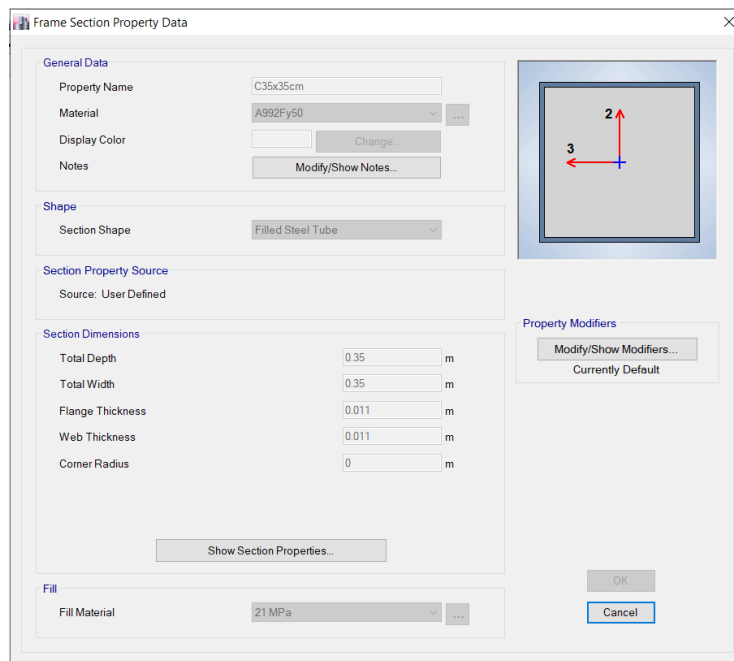 Frame Section Property Data
General Data
Property Name C35x35cm
Material A992Fy50 ...
Display Color Change...
Notes Modify/Show Notes...
2
3
Shape
Section Shape Filled Steel Tube
Section Property Source
Source: User Defined
Section Dimensions
Total Depth 0.35 m
Total Width 0.35 m
Flange Thickness 0.011 m
Web Thickness 0.011 m
Corner Radius 0 m
Show Section Properties...
Property Modifiers
Modify/Show Modifiers...
Currently Default
Fill
Fill Material 21 MPa ...
OK
Cancel